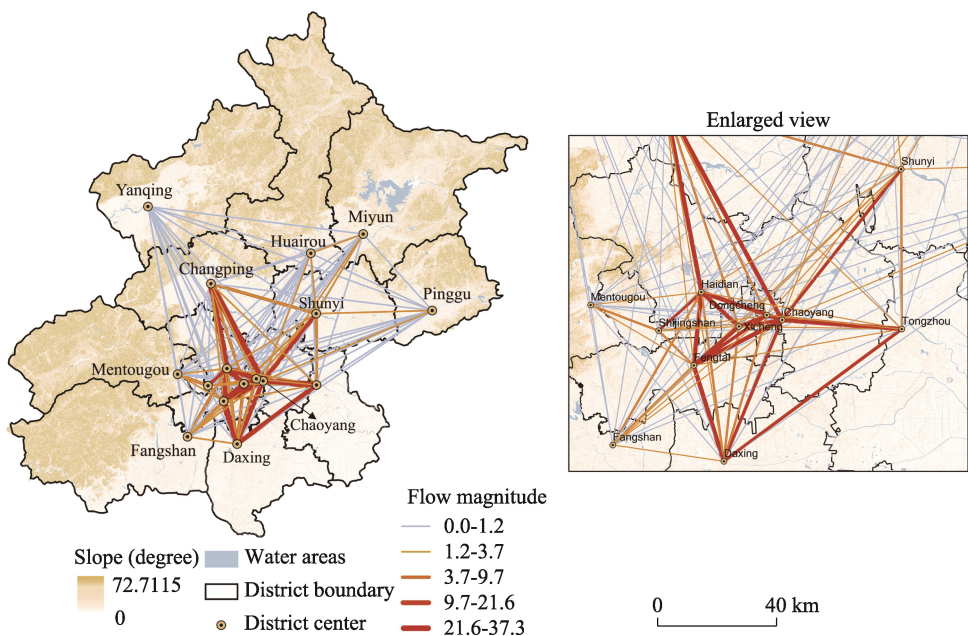 Yanqing
Miyun
Huairou
Changping
Shunyi
Pinggu
Mentougou
Chaoyang
Fangshan
Daxing
Enlarged view
Shunyi
Haidian
Mentougou
Dongcheng
Chaoyang
Shijingshan
Xicheng
Tongzhou
Fengtai
Fangshan
Daxing
Slope (degree)
72.7115
0
Water areas
District boundary
District center
Flow magnitude
0.0-1.2
1.2-3.7
3.7-9.7
9.7-21.6
21.6-37.3
0 40 km